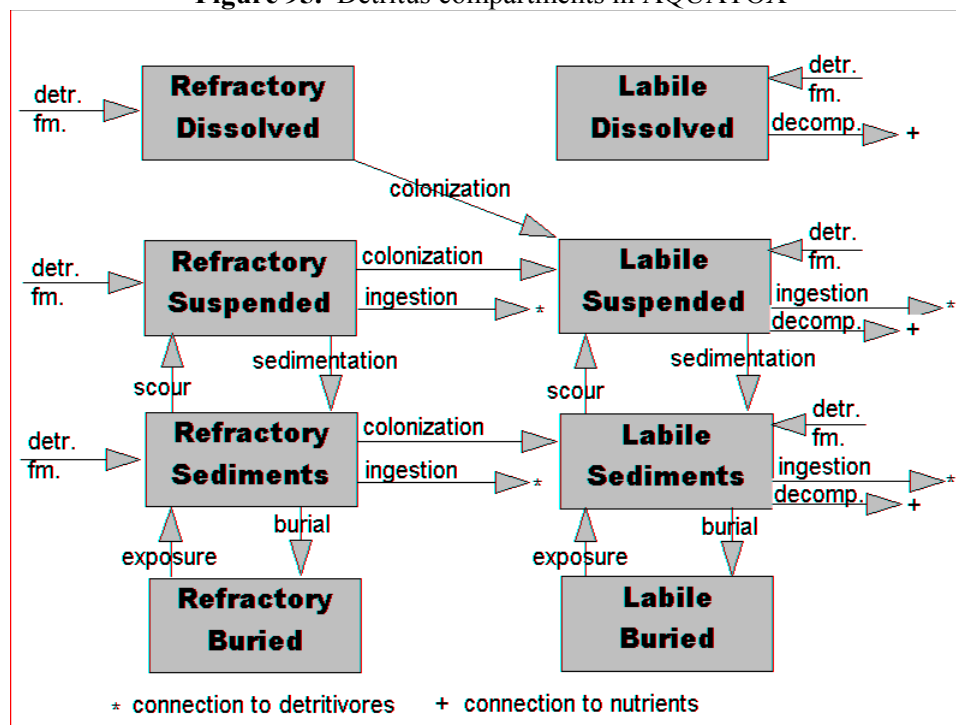 Figure 95. Detritus compartments in AQUATOX
detr.
fm.
Refractory
Dissolved
Labile
Dissolved
detr.
fm.
decomp.
+
colonization
detr.
fm.
Refractory
Suspended
colonization
ingestion
*
Labile
Suspended
detr.
fm.
ingestion
*
decomp.
+
scour
sedimentation
scour
sedimentation
detr.
fm.
Refractory
Sediments
colonization
ingestion
*
Labile
Sediments
detr.
fm.
ingestion
*
decomp.
+
exposure
burial
exposure
burial
Refractory
Buried
Labile
Buried
* connection to detritivores + connection to nutrients